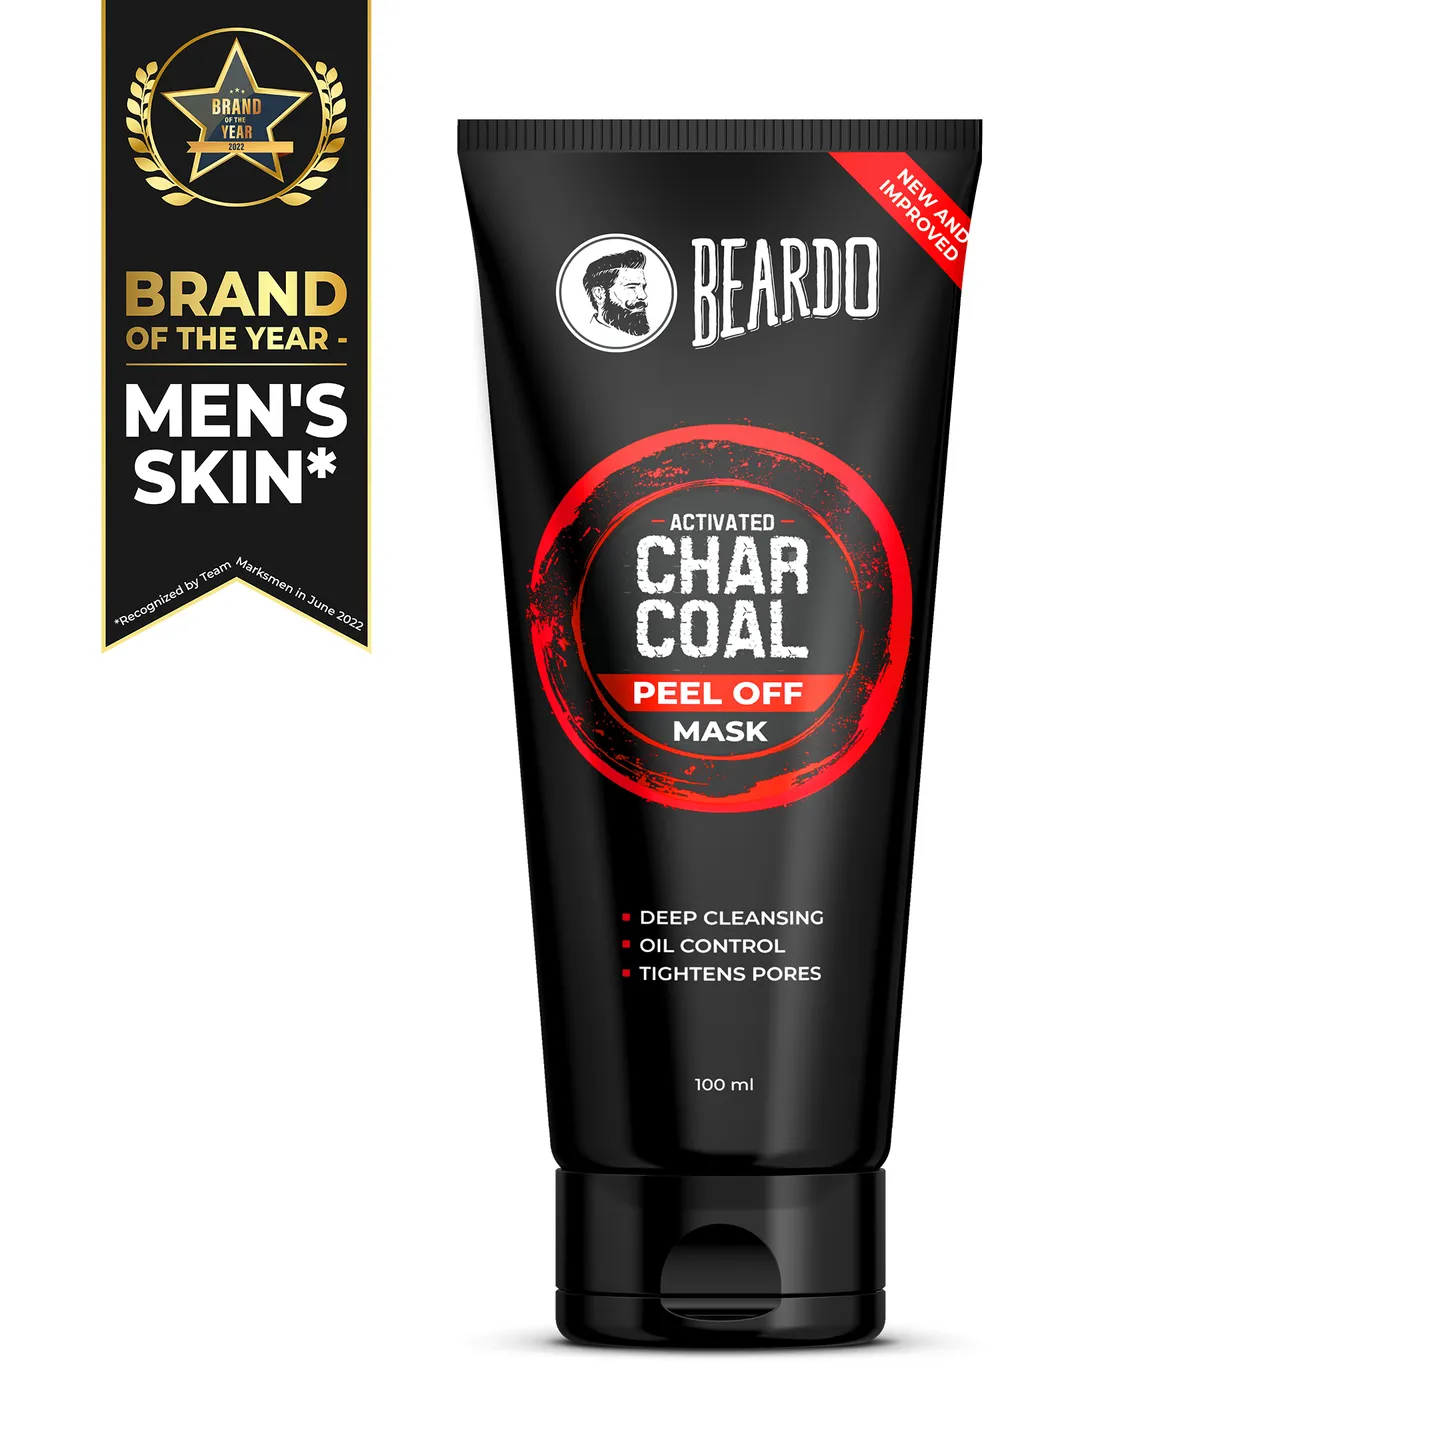 BRAND
OF THE
YEAR
2022
BRAND
OF THE YEAR -
MEN'S
SKIN*
*Recognized by Team Marksmen in June 2022
NEW AND
IMPROVED
BEARDO
ACTIVATED
CHAR
COAL
PEEL OFF
MASK
DEEP CLEANSING
OIL CONTROL
TIGHTENS PORES
100 ml